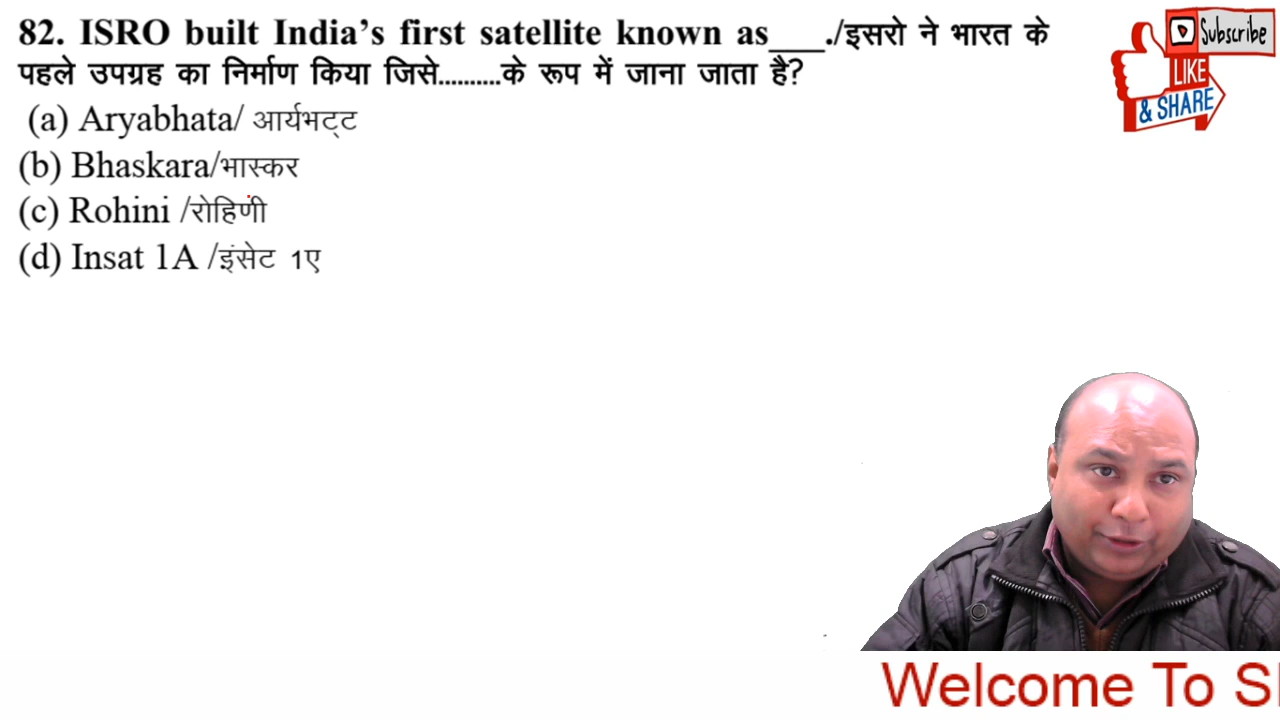 82. ISRO built India’s first satellite known as___./इसरो ने भारत के
पहले उपग्रह का निर्माण किया जिसे..........के रूप में जाना जाता है?
(a) Aryabhata/ आर्यभट्ट
(b) Bhaskara/भास्कर
(c) Rohini /रोहिणी
(d) Insat 1A /इंसेट 1ए
Subscribe
LIKE
& SHARE
Welcome To